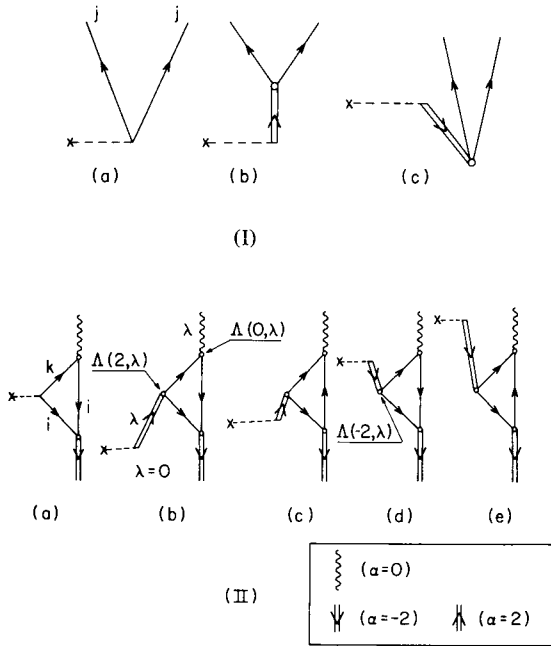 j j
x x x
(a) (b) (c)
(I)
Λ(2,λ) λ Λ(0,λ)
k
x i
i λ
x x x x
λ=0 Λ(-2,λ)
(a) (b) (c) (d) (e)
(II)
(α=0)
(α=-2) (α=2)